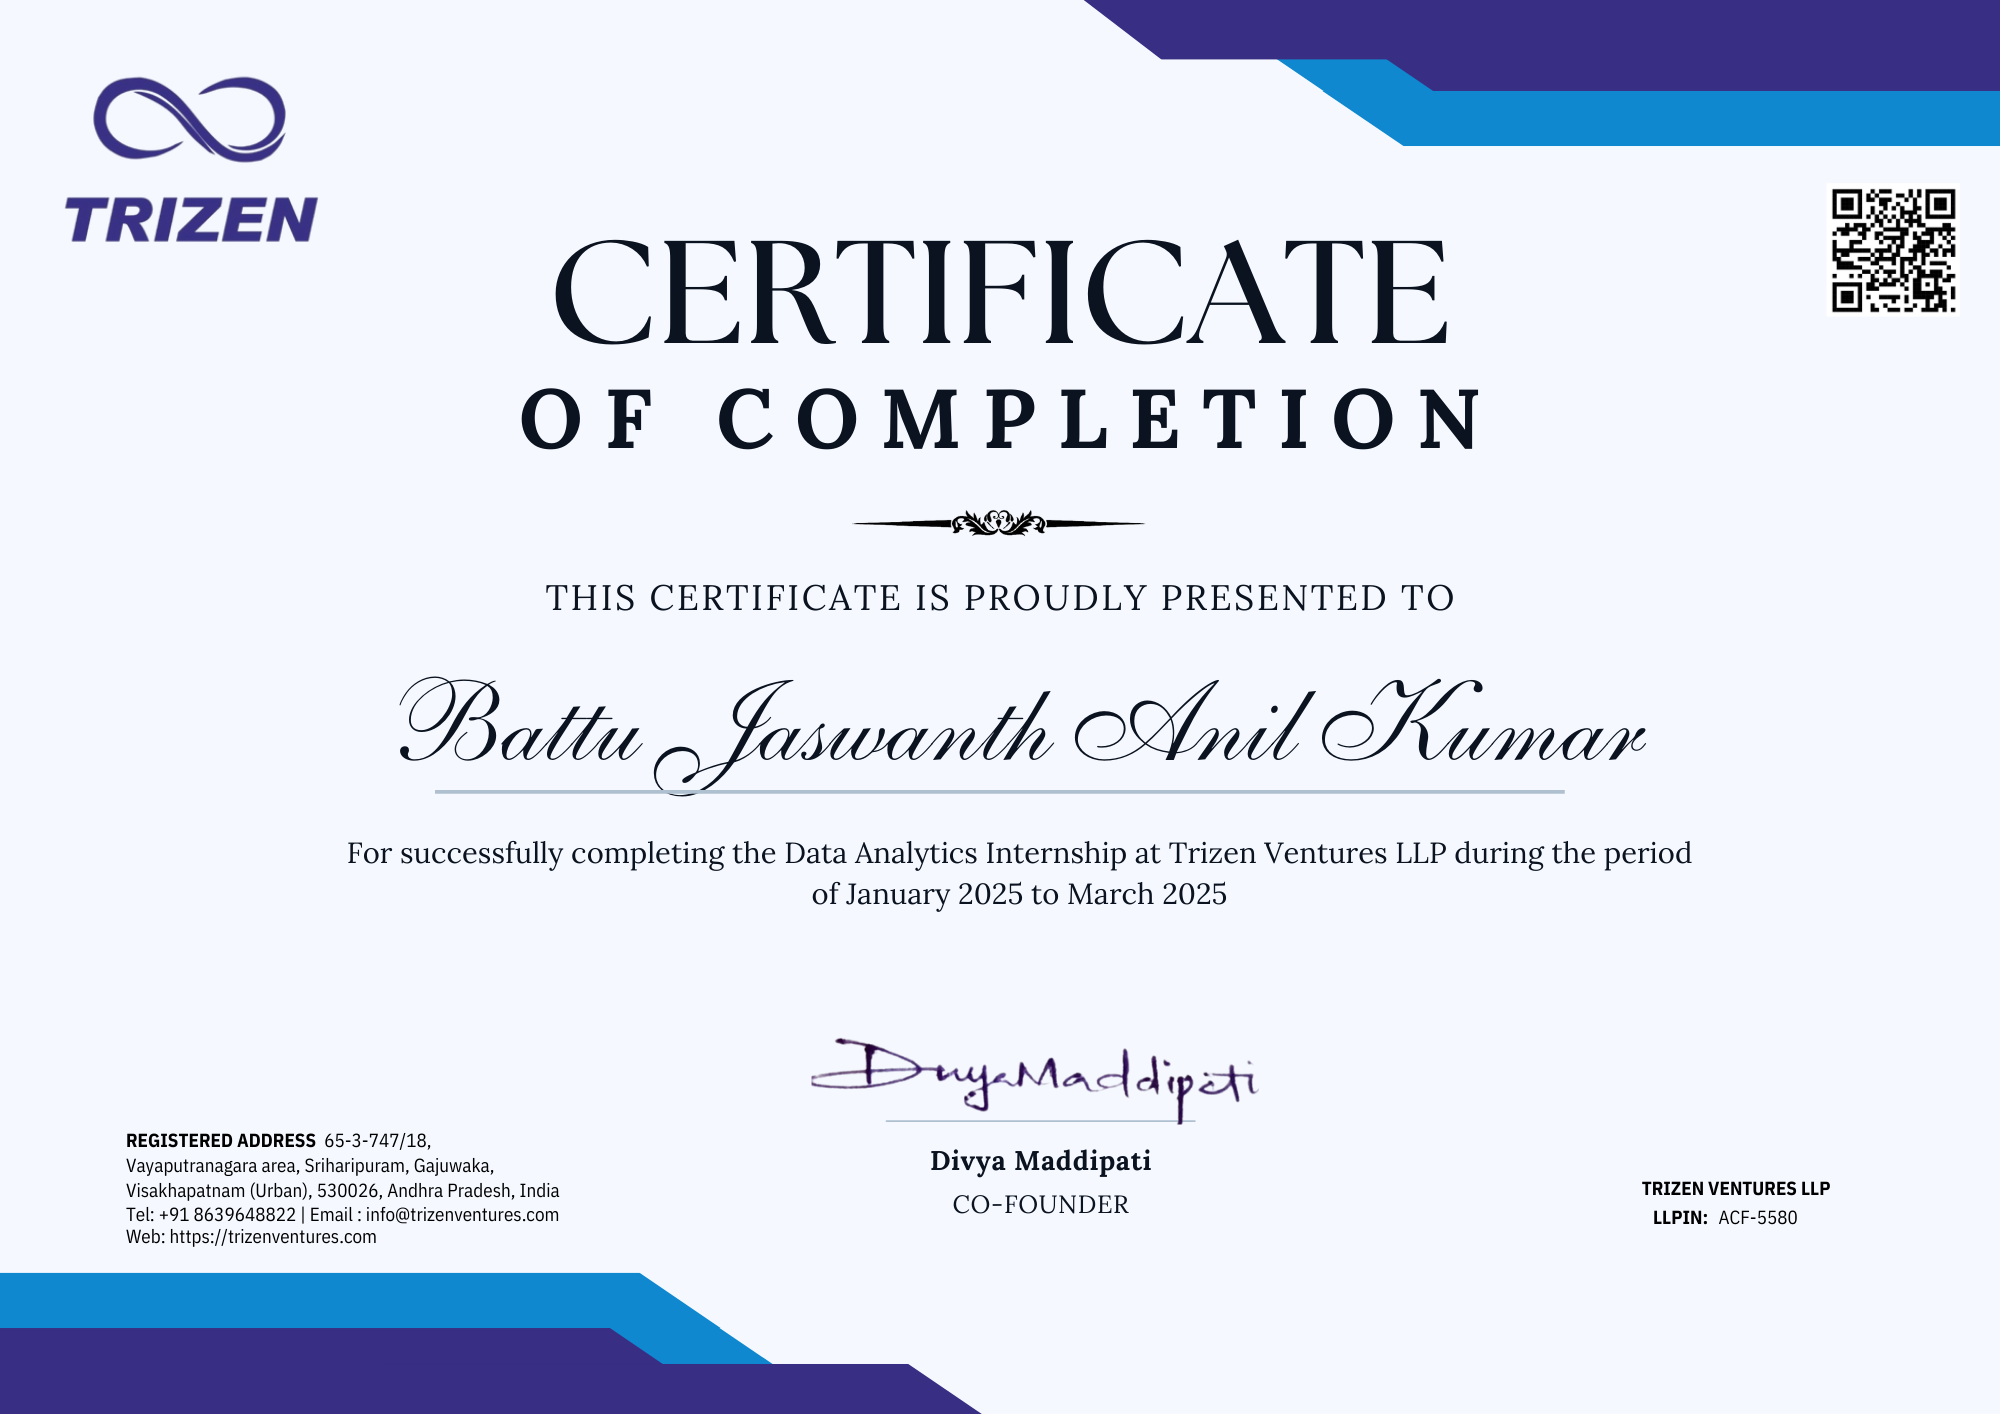 TRIZEN
CERTIFICATE
OF COMPLETION
THIS CERTIFICATE IS PROUDLY PRESENTED TO
Battu Jaswanth Anil Kumar
For successfully completing the Data Analytics Internship at Trizen Ventures LLP during the period
of January 2025 to March 2025
Divya Maddipati
Divya Maddipati
CO-FOUNDER
REGISTERED ADDRESS 65-3-747/18,
Vayaputranagara area, Sriharipuram, Gajuwaka,
Visakhapatnam (Urban), 530026, Andhra Pradesh, India
Tel: +91 8639648822 | Email : info@trizenventures.com
Web: https://trizenventures.com
TRIZEN VENTURES LLP
LLPIN: ACF-5580